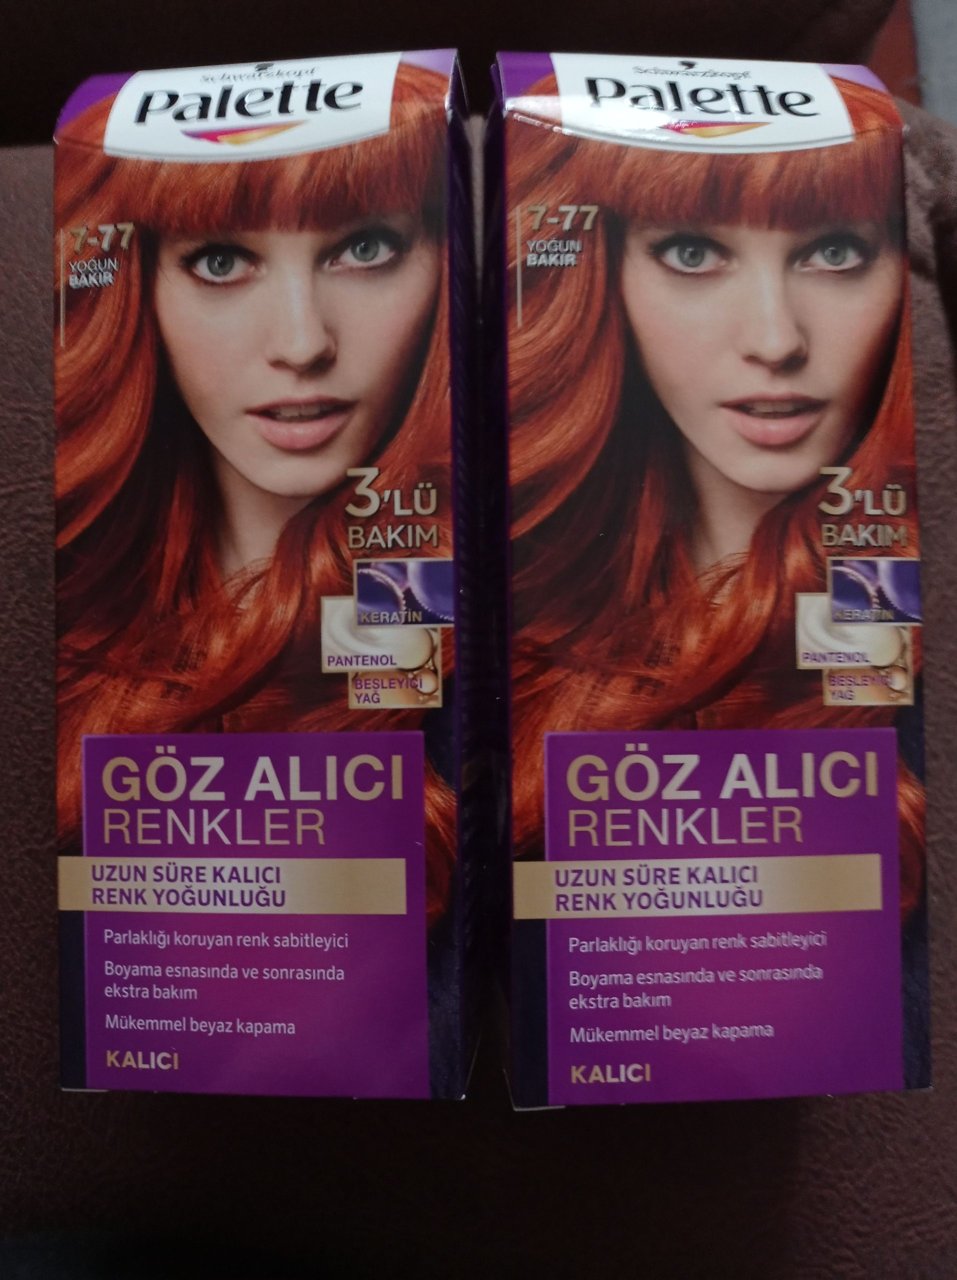 Schwarzkopf
Palette
7-77
YOĞUN
BAKIR
3'LÜ
BAKIM
KERATİN
PANTENOL
BESLEYİCİ
YAĞ
GÖZ ALICI
RENKLER
UZUN SÜRE KALICI
RENK YOĞUNLUĞU
Parlaklığı koruyan renk sabitleyici
Boyama esnasında ve sonrasında
ekstra bakım
Mükemmel beyaz kapama
KALICI
Schwarzkopf
Palette
7-77
YOĞUN
BAKIR
3'LÜ
BAKIM
KERATİN
PANTENOL
BESLEYİCİ
YAĞ
GÖZ ALICI
RENKLER
UZUN SÜRE KALICI
RENK YOĞUNLUĞU
Parlaklığı koruyan renk sabitleyici
Boyama esnasında ve sonrasında
ekstra bakım
Mükemmel beyaz kapama
KALICI